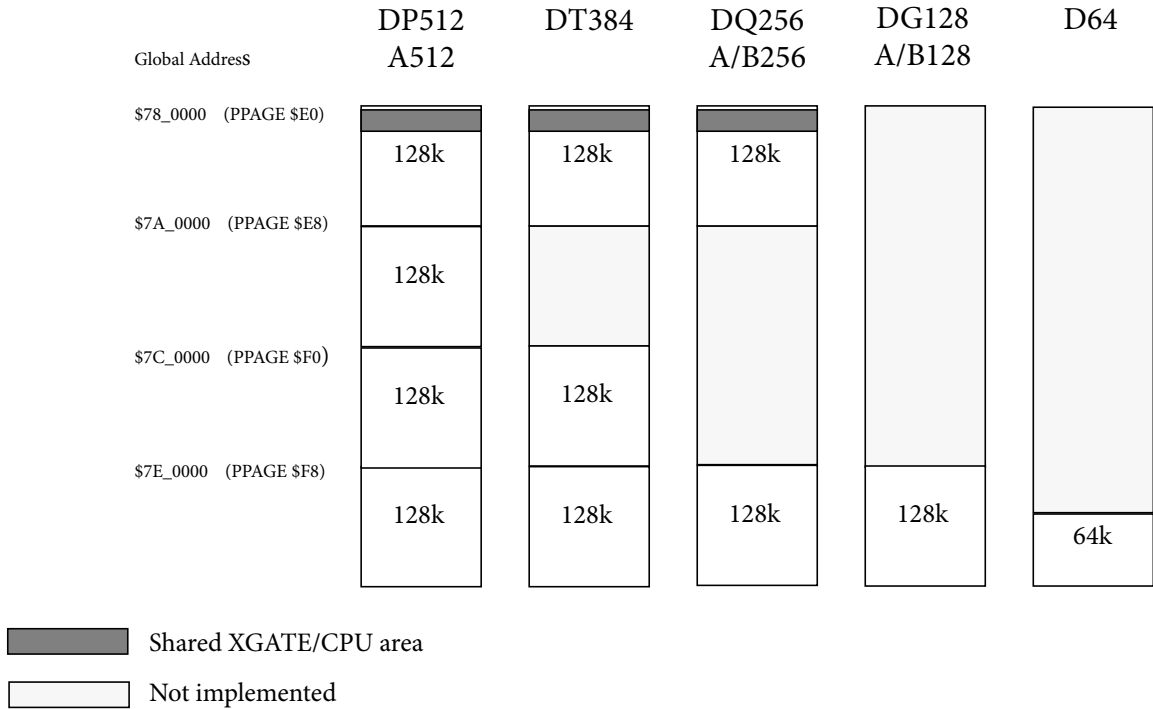 DP512 DT384 DQ256 DG128 D64
Global Address A512 A/B256 A/B128
$78_0000 (PPAGE $E0)
128k 128k 128k
$7A_0000 (PPAGE $E8)
128k
$7C_0000 (PPAGE $F0)
128k 128k
$7E_0000 (PPAGE $F8)
128k 128k 128k 128k
64k
Shared XGATE/CPU area
Not implemented